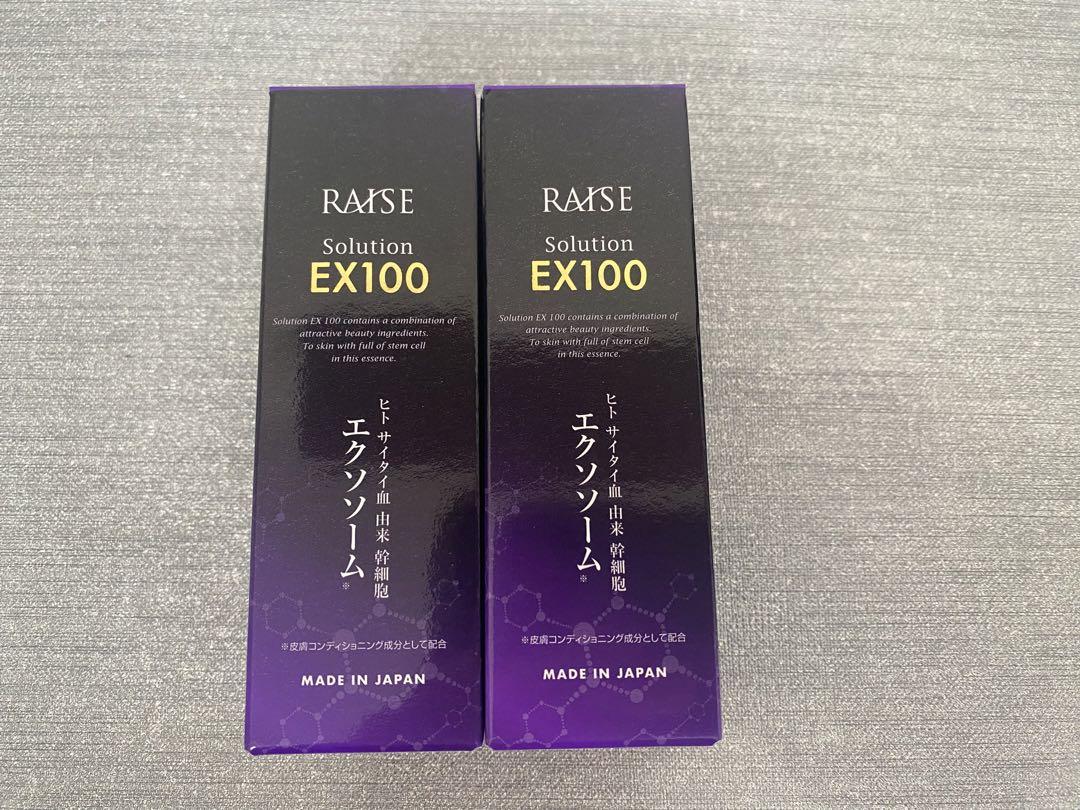 RAISE
Solution
EX100
Solution EX 100 contains a combination of
attractive beauty ingredients.
To skin with full of stem cell
in this essence.
ヒト サイタイ血 由来 幹細胞
エクソソーム※
※皮膚コンディショニング成分として配合
MADE IN JAPAN
RAISE
Solution
EX100
Solution EX 100 contains a combination of
attractive beauty ingredients.
To skin with full of stem cell
in this essence.
ヒト サイタイ血 由来 幹細胞
エクソソーム※
※皮膚コンディショニング成分として配合
MADE IN JAPAN